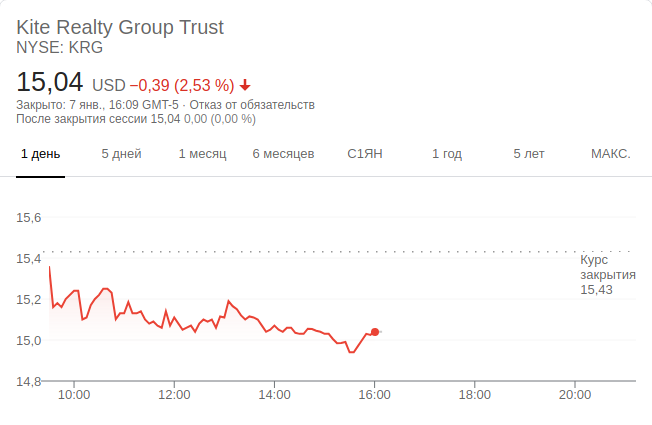 Kite Realty Group Trust
NYSE: KRG
15,04 USD −0,39 (2,53 %)
Закрыто: 7 янв., 16:09 GMT-5 · Отказ от обязательств
После закрытия сессии 15,04 0,00 (0,00 %)
1 день 5 дней 1 месяц 6 месяцев С1ЯН 1 год 5 лет МАКС.
15,6
15,4
Курс
закрытия
15,43
15,2
15,0
14,8
10:00 12:00 14:00 16:00 18:00 20:00